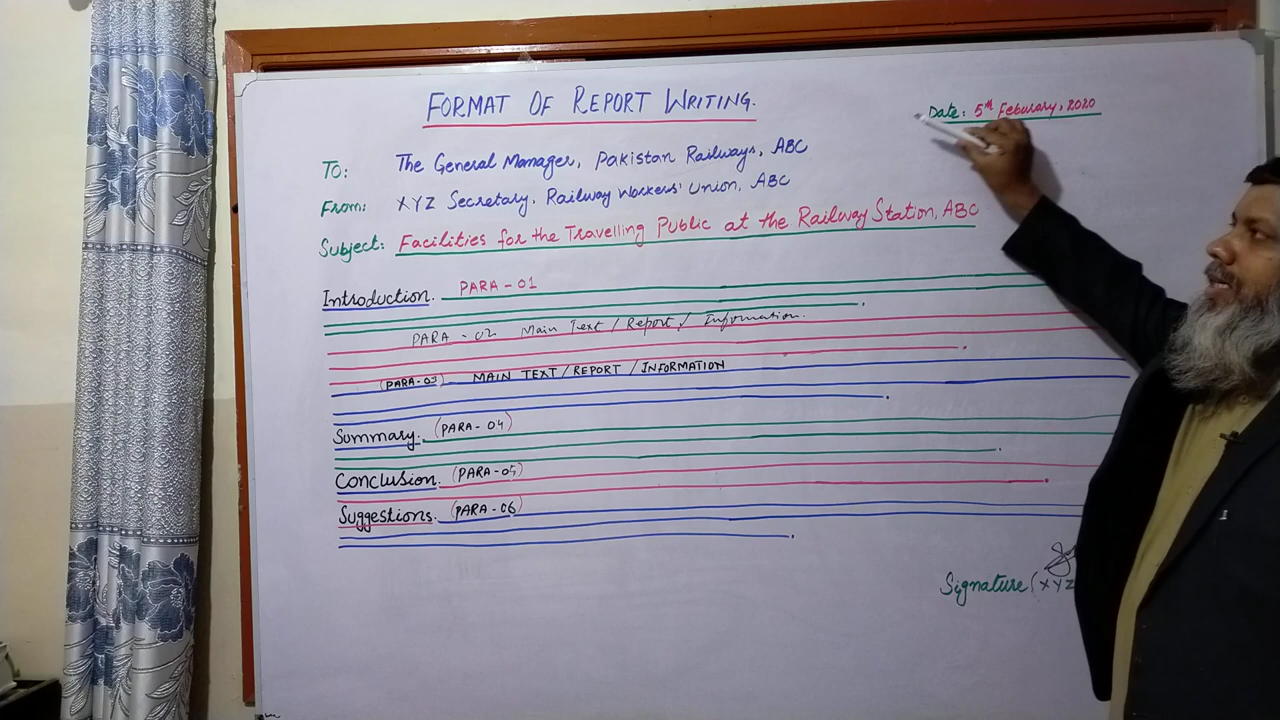 FORMAT OF REPORT WRITING.
Date: 5th Feburary, 2020
To: The General Manager, Pakistan Railways, ABC
From: XYZ Secretary, Railway Workers' Union, ABC
Subject: Facilities for the Travelling Public at the Railway Station, ABC
Introduction. PARA - 01
PARA - 02 Main Text / Report / Information.
(PARA-03) MAIN TEXT / REPORT / INFORMATION
Summary. (PARA - 04)
Conclusion. (PARA - 05)
Suggestions. (PARA - 06)
Signature (XYZ